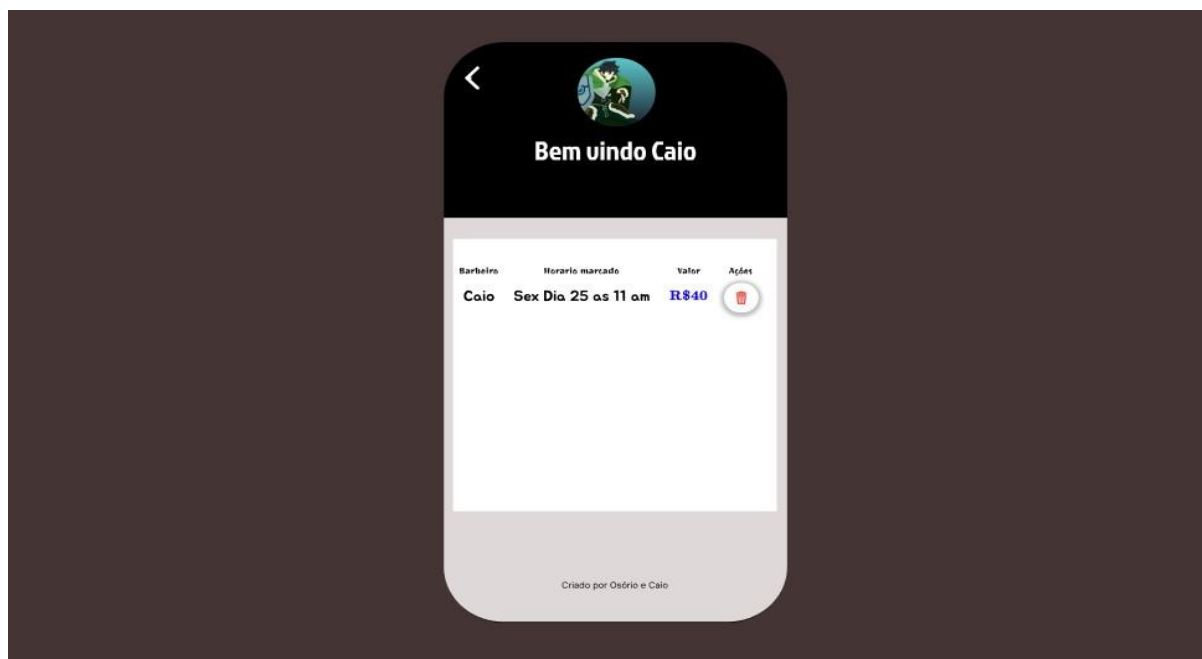 Bem vindo Caio
Barbeiro Horario marcado Valor Ações
Caio Sex Dia 25 as 11 am R$40
Criado por Osório e Caio